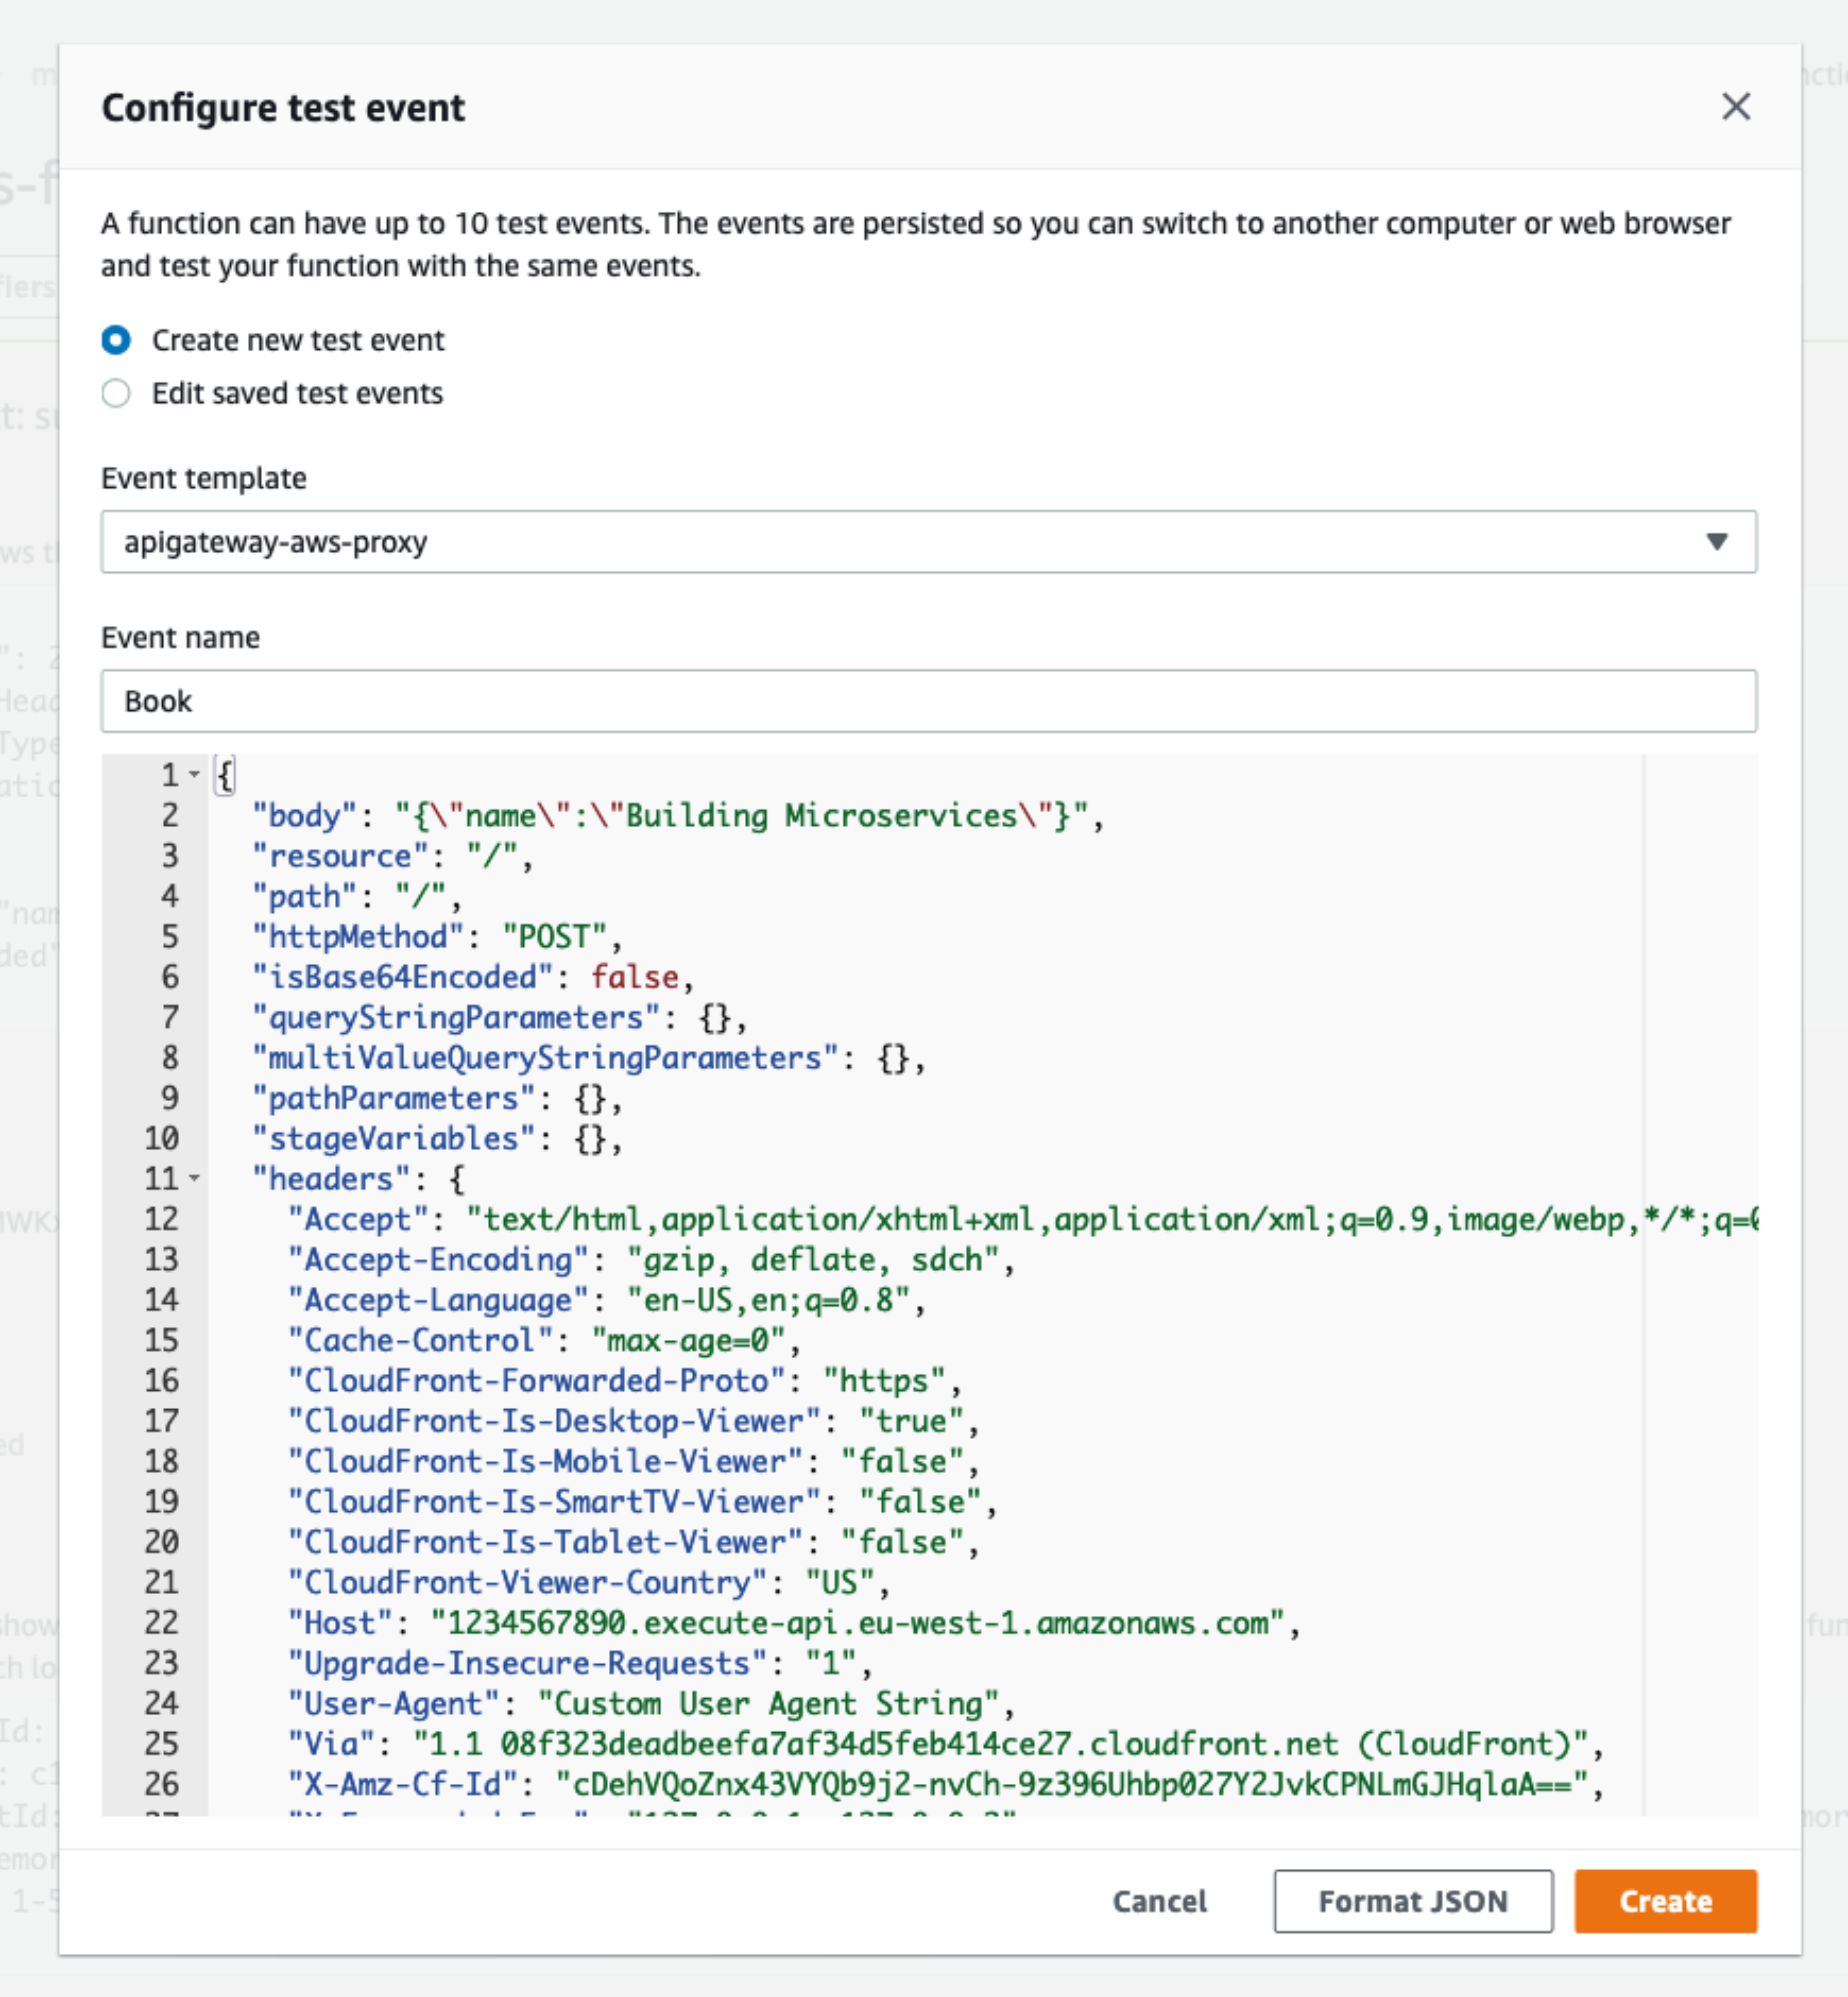 Configure test event
A function can have up to 10 test events. The events are persisted so you can switch to another computer or web browser
and test your function with the same events.
Create new test event
Edit saved test events
Event template
apigateway-aws-proxy
Event name
Book
1 {
2 "body": "{\"name\":\"Building Microservices\"}",
3 "resource": "/",
4 "path": "/",
5 "httpMethod": "POST",
6 "isBase64Encoded": false,
7 "queryStringParameters": {},
8 "multiValueQueryStringParameters": {},
9 "pathParameters": {},
10 "stageVariables": {},
11 "headers": {
12 "Accept": "text/html,application/xhtml+xml,application/xml;q=0.9,image/webp,*/*;q=
13 "Accept-Encoding": "gzip, deflate, sdch",
14 "Accept-Language": "en-US,en;q=0.8",
15 "Cache-Control": "max-age=0",
16 "CloudFront-Forwarded-Proto": "https",
17 "CloudFront-Is-Desktop-Viewer": "true",
18 "CloudFront-Is-Mobile-Viewer": "false",
19 "CloudFront-Is-SmartTV-Viewer": "false",
20 "CloudFront-Is-Tablet-Viewer": "false",
21 "CloudFront-Viewer-Country": "US",
22 "Host": "1234567890.execute-api.eu-west-1.amazonaws.com",
23 "Upgrade-Insecure-Requests": "1",
24 "User-Agent": "Custom User Agent String",
25 "Via": "1.1 08f323deadbeefa7af34d5feb414ce27.cloudfront.net (CloudFront)",
26 "X-Amz-Cf-Id": "cDehVQoZnx43VYQb9j2-nvCh-9z396Uhbp027Y2JvkCPNLmGJHqlaA==",
Cancel
Format JSON
Create